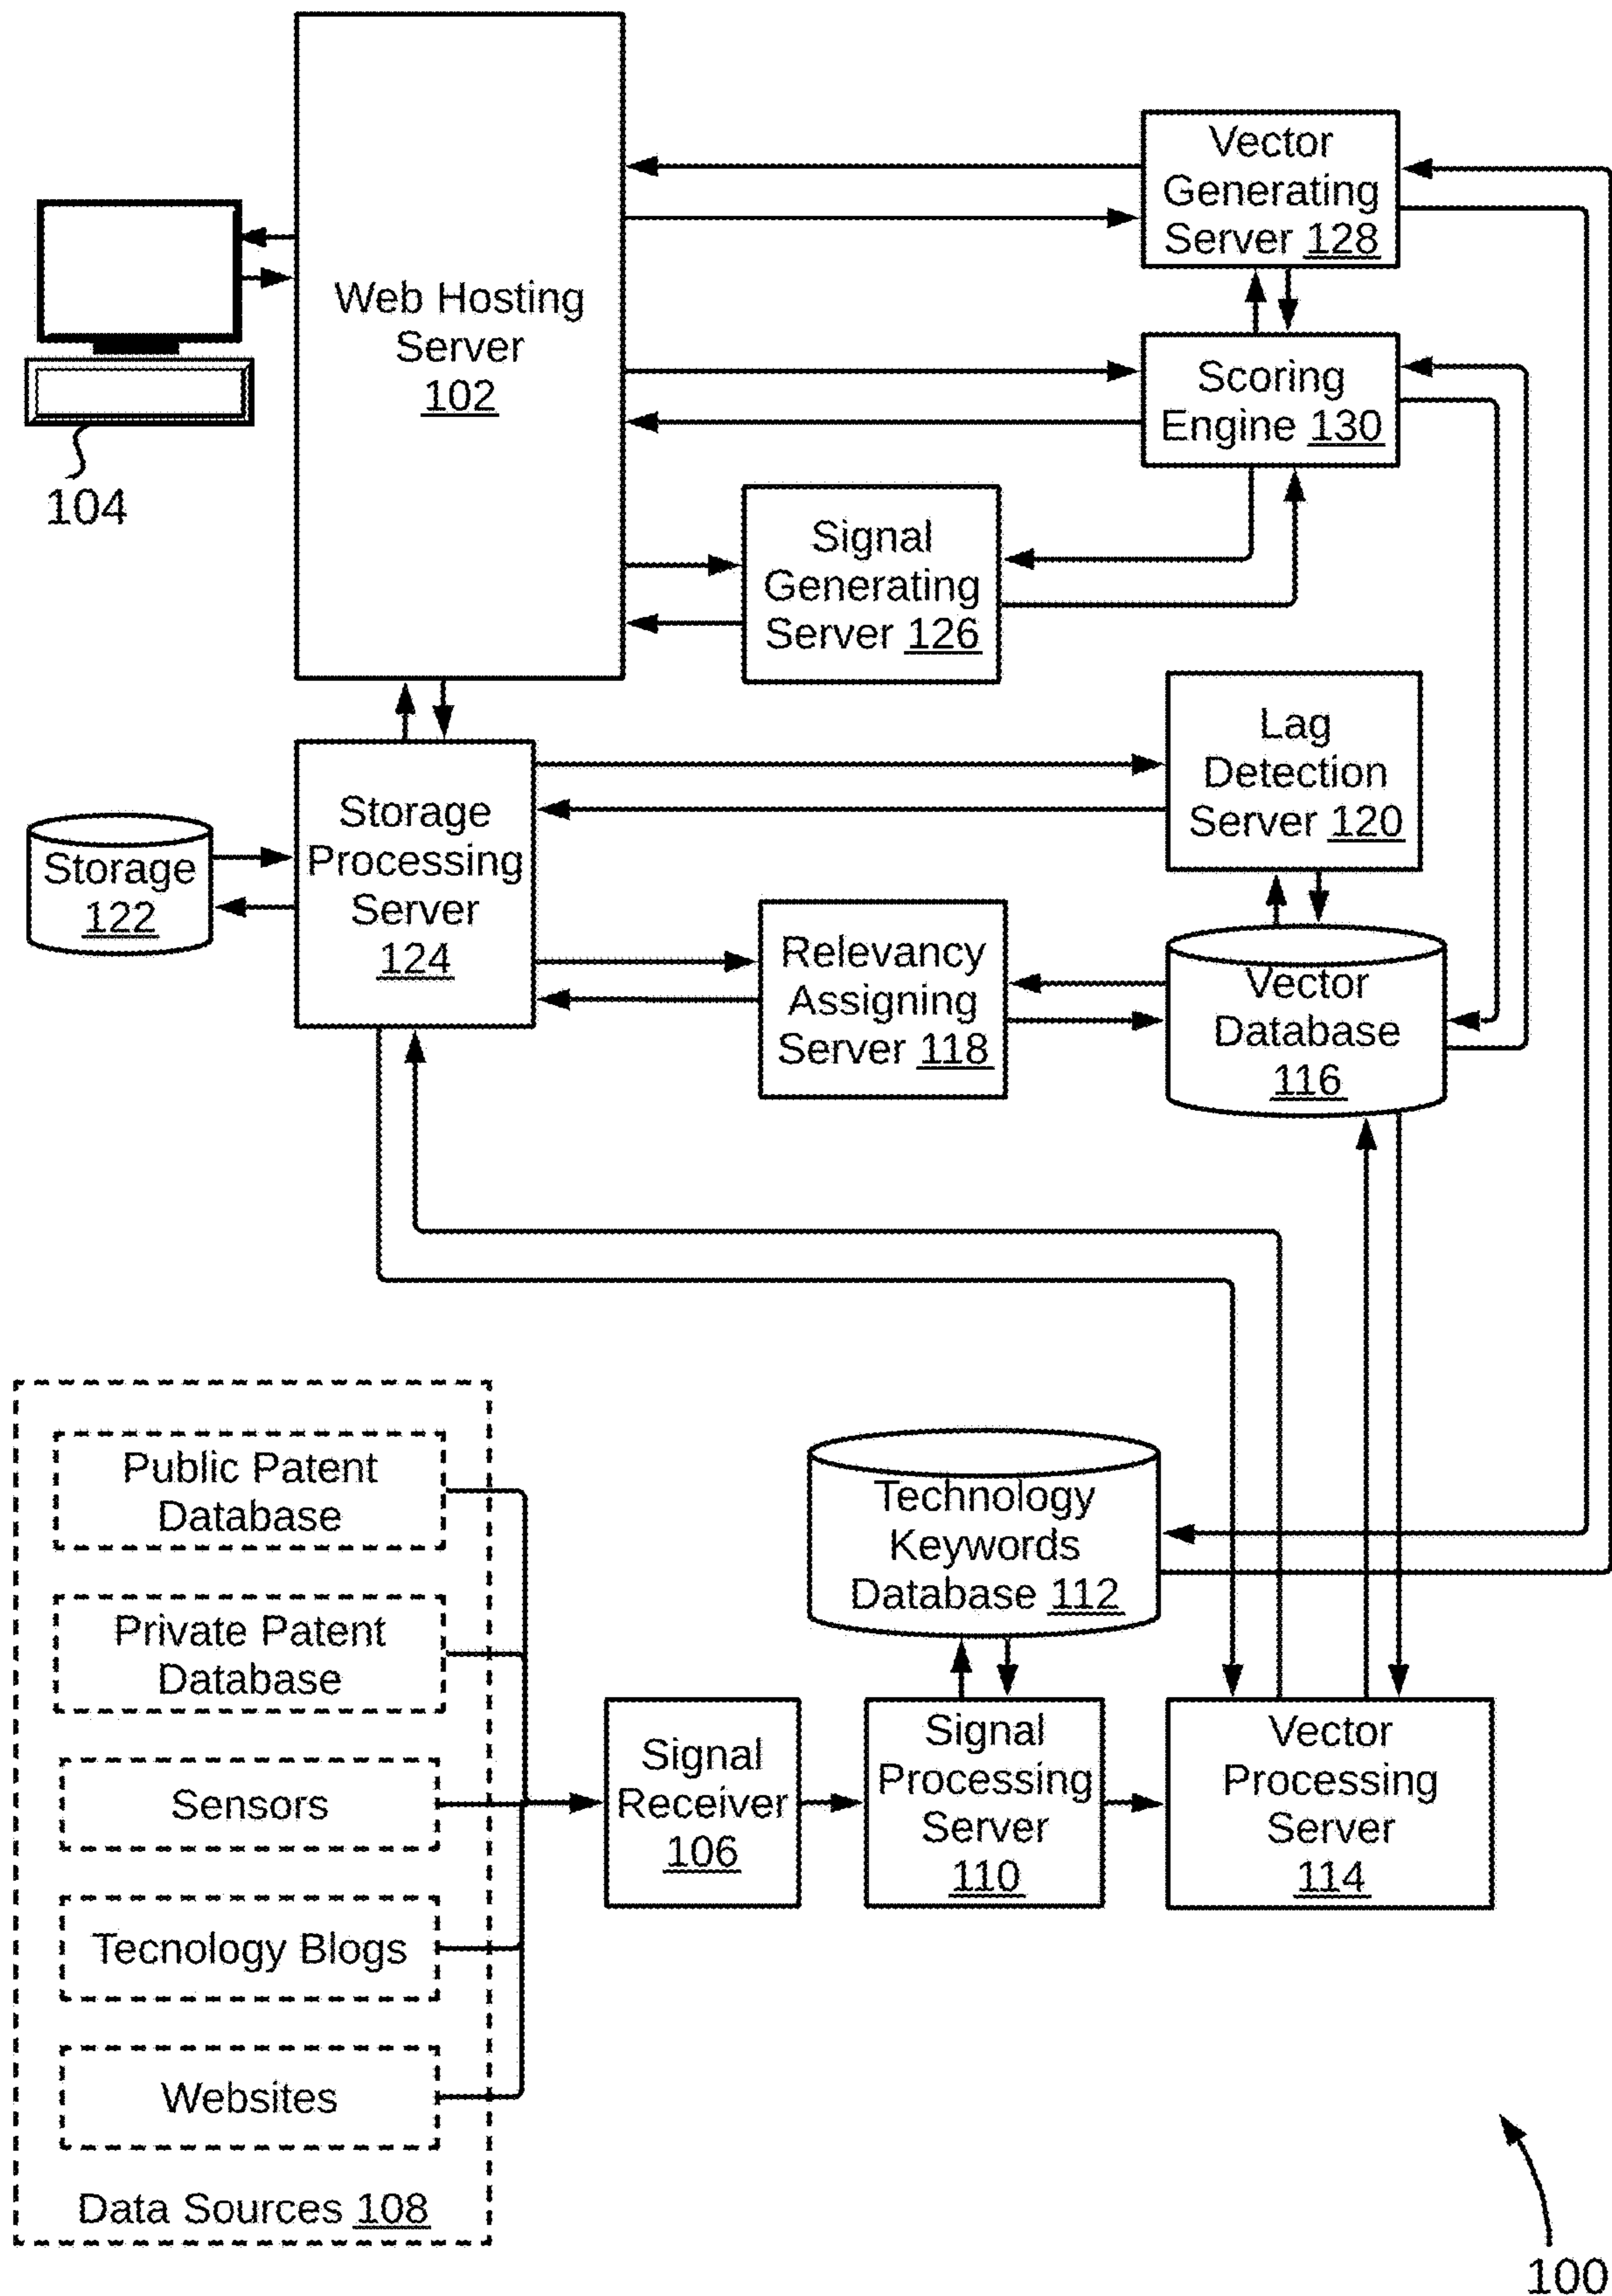 Vector
Generating
Server 128
Web Hosting
Server
102
Scoring
Engine 130
104
Signal
Generating
Server 126
Lag
Detection
Server 120
Storage
Processing
Server
124
Storage
122
Relevancy
Assigning
Server 118
Vector
Database
116
Public Patent
Database
Private Patent
Database
Sensors
Tecnology Blogs
Websites
Data Sources 108
Technology
Keywords
Database 112
Signal
Receiver
106
Signal
Processing
Server
110
Vector
Processing
Server
114
100